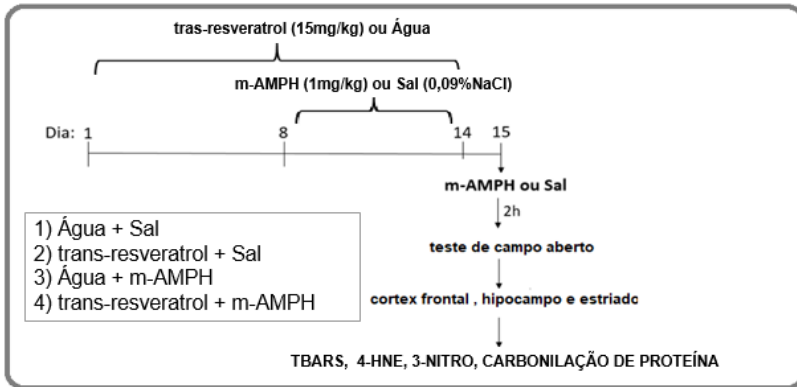 tras-resveratrol (15mg/kg) ou Água
m-AMPH (1mg/kg) ou Sal (0,09%NaCl)
Dia: 1 8 14 15
m-AMPH ou Sal
2h
teste de campo aberto
cortex frontal , hipocampo e estriado
TBARS, 4-HNE, 3-NITRO, CARBONILAÇÃO DE PROTEÍNA
1) Água + Sal
2) trans-resveratrol + Sal
3) Água + m-AMPH
4) trans-resveratrol + m-AMPH